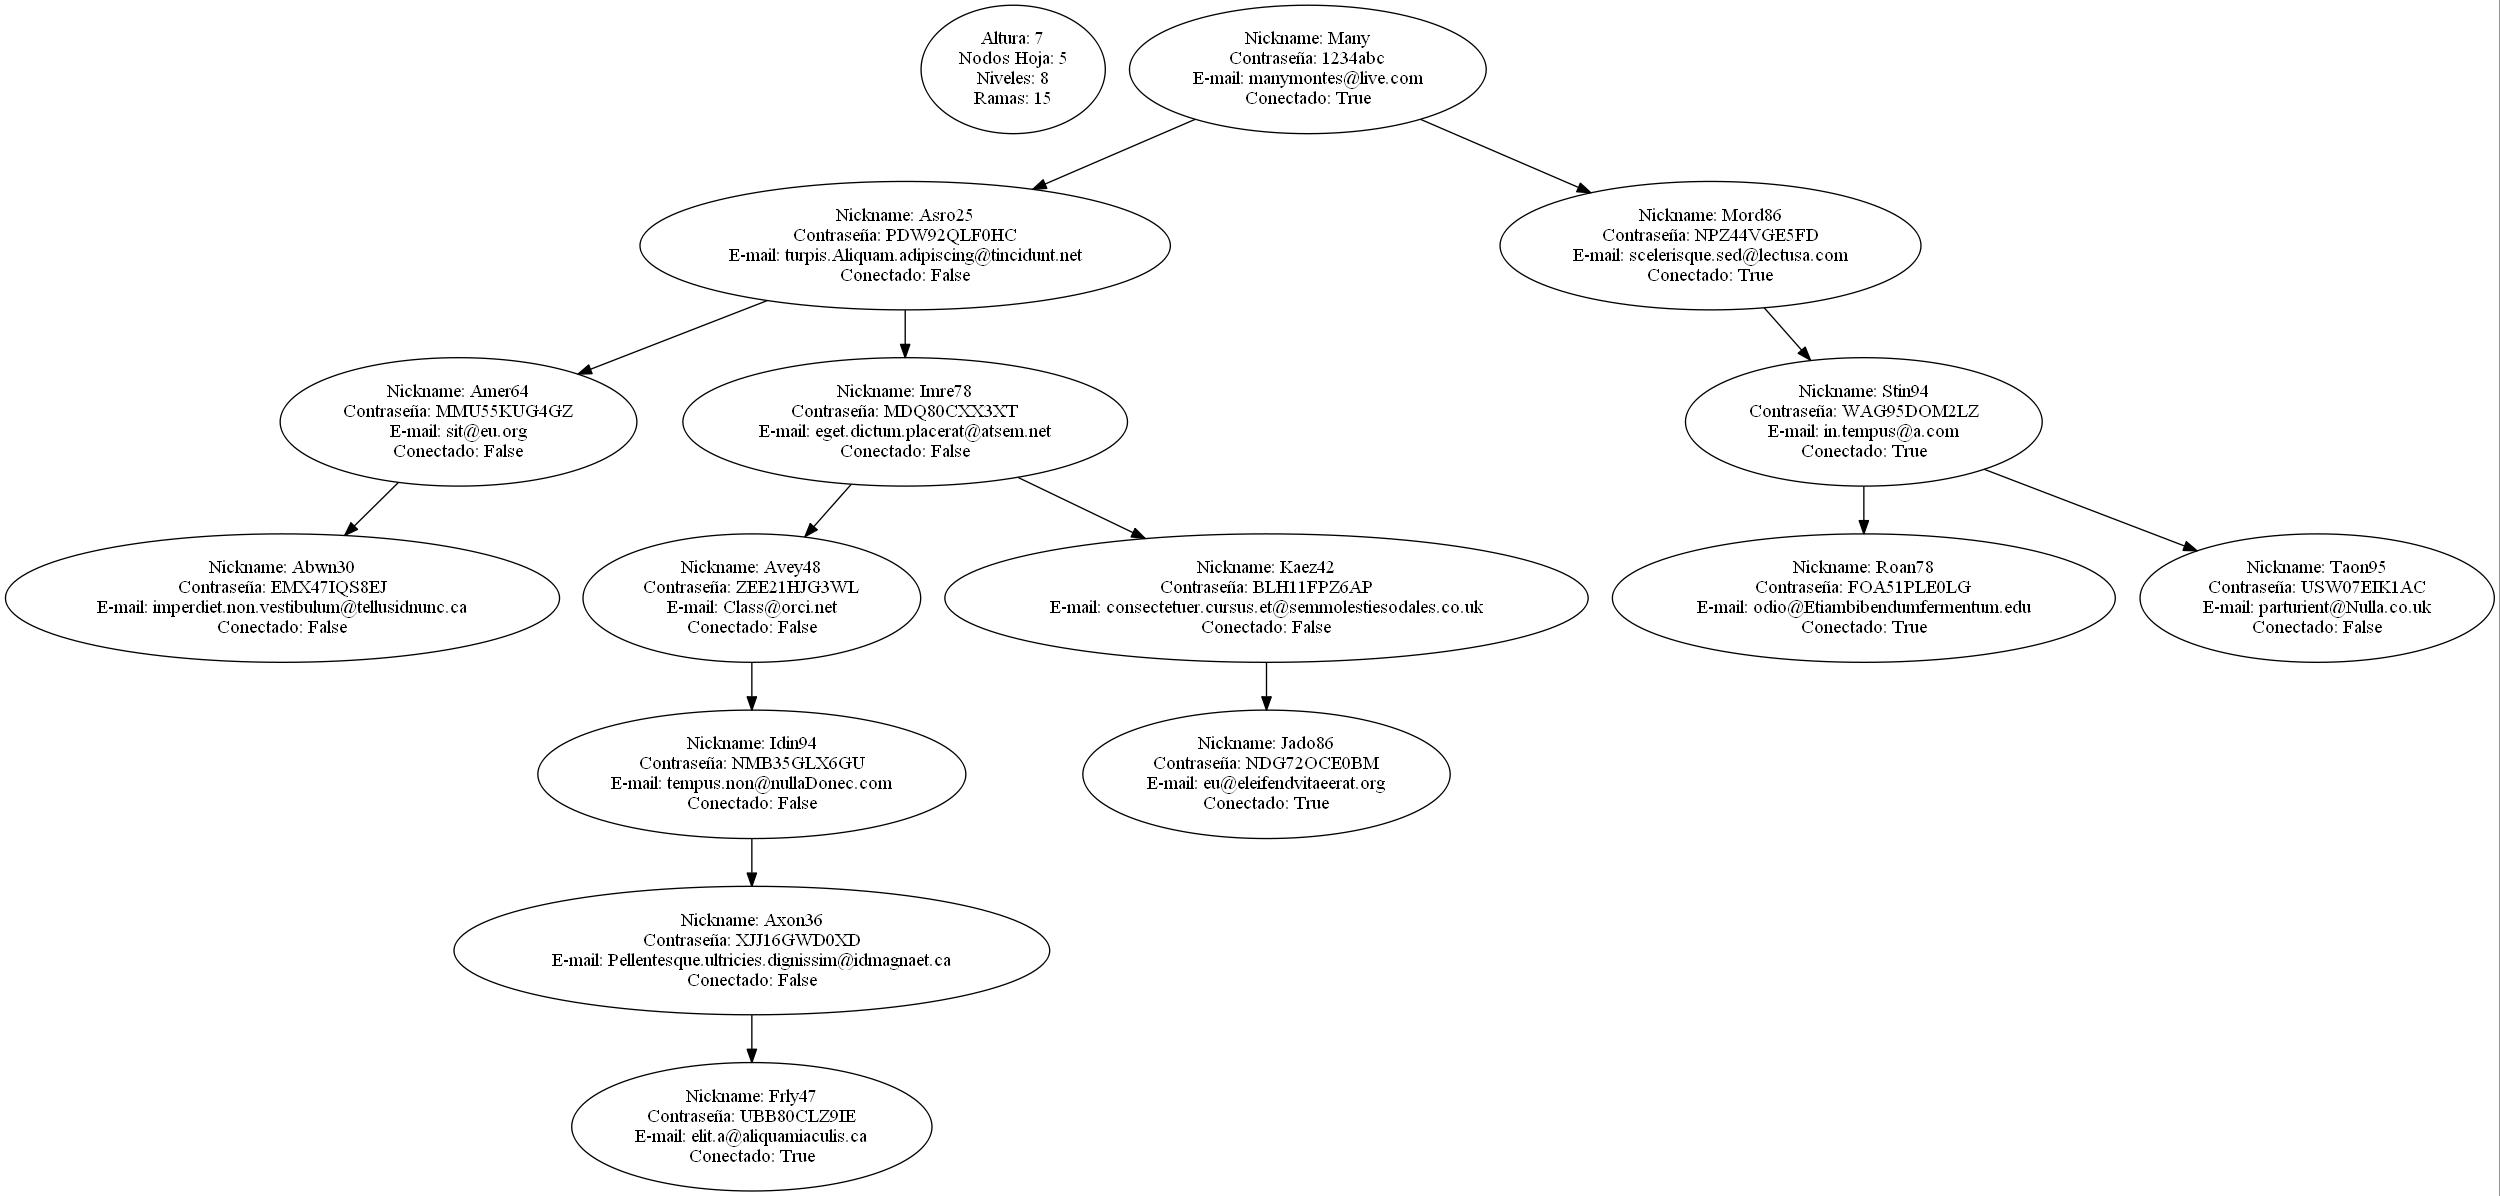 Altura: 7
Nodos Hoja: 5
Niveles: 8
Ramas: 15
Nickname: Many
Contraseña: 1234abc
E-mail: manymontes@live.com
Conectado: True
Nickname: Asro25
Contraseña: PDW92QLF0HC
E-mail: turpis.Aliquam.adipiscing@tincidunt.net
Conectado: False
Nickname: Mord86
Contraseña: NPZ44VGE5FD
E-mail: scelerisque.sed@lectusa.com
Conectado: True
Nickname: Amer64
Contraseña: MMU55KUG4GZ
E-mail: sit@eu.org
Conectado: False
Nickname: Imre78
Contraseña: MDQ80CXX3XT
E-mail: eget.dictum.placerat@atsem.net
Conectado: False
Nickname: Stin94
Contraseña: WAG95DOM2LZ
E-mail: in.tempus@a.com
Conectado: True
Nickname: Abwn30
Contraseña: EMX47IQS8EJ
E-mail: imperdiet.non.vestibulum@tellusidnunc.ca
Conectado: False
Nickname: Avey48
Contraseña: ZEE21HJG3WL
E-mail: Class@orci.net
Conectado: False
Nickname: Kaez42
Contraseña: BLH11FPZ6AP
E-mail: consectetuer.cursus.et@semmolestiesodales.co.uk
Conectado: False
Nickname: Roan78
Contraseña: FOA51PLE0LG
E-mail: odio@Etiambibendumfermentum.edu
Conectado: True
Nickname: Taon95
Contraseña: USW07EIK1AC
E-mail: parturient@Nulla.co.uk
Conectado: False
Nickname: Idin94
Contraseña: NMB35GLX6GU
E-mail: tempus.non@nullaDonec.com
Conectado: False
Nickname: Jado86
Contraseña: NDG72OCE0BM
E-mail: eu@eleifendvitaeerat.org
Conectado: True
Nickname: Axon36
Contraseña: XJJ16GWD0XD
E-mail: Pellentesque.ultricies.dignissim@idmagnaet.ca
Conectado: False
Nickname: Frly47
Contraseña: UBB80CLZ9IE
E-mail: elit.a@aliquamiaculis.ca
Conectado: True